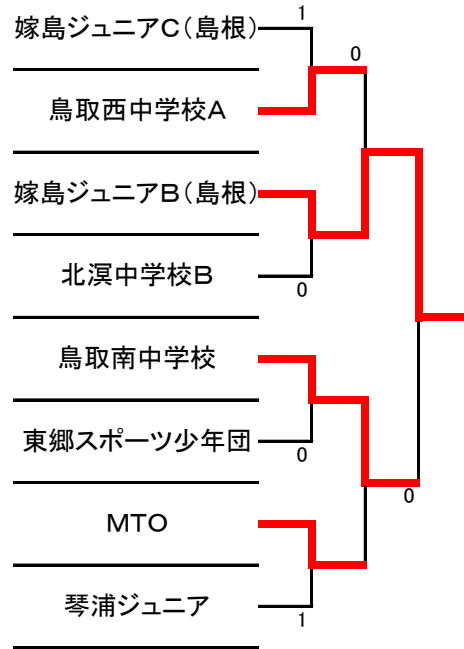 嫁島ジュニアC(島根)
1
0
鳥取西中学校A
嫁島ジュニアB(島根)
北溟中学校B
0
鳥取南中学校
東郷スポーツ少年団
0
0
MTO
琴浦ジュニア
1